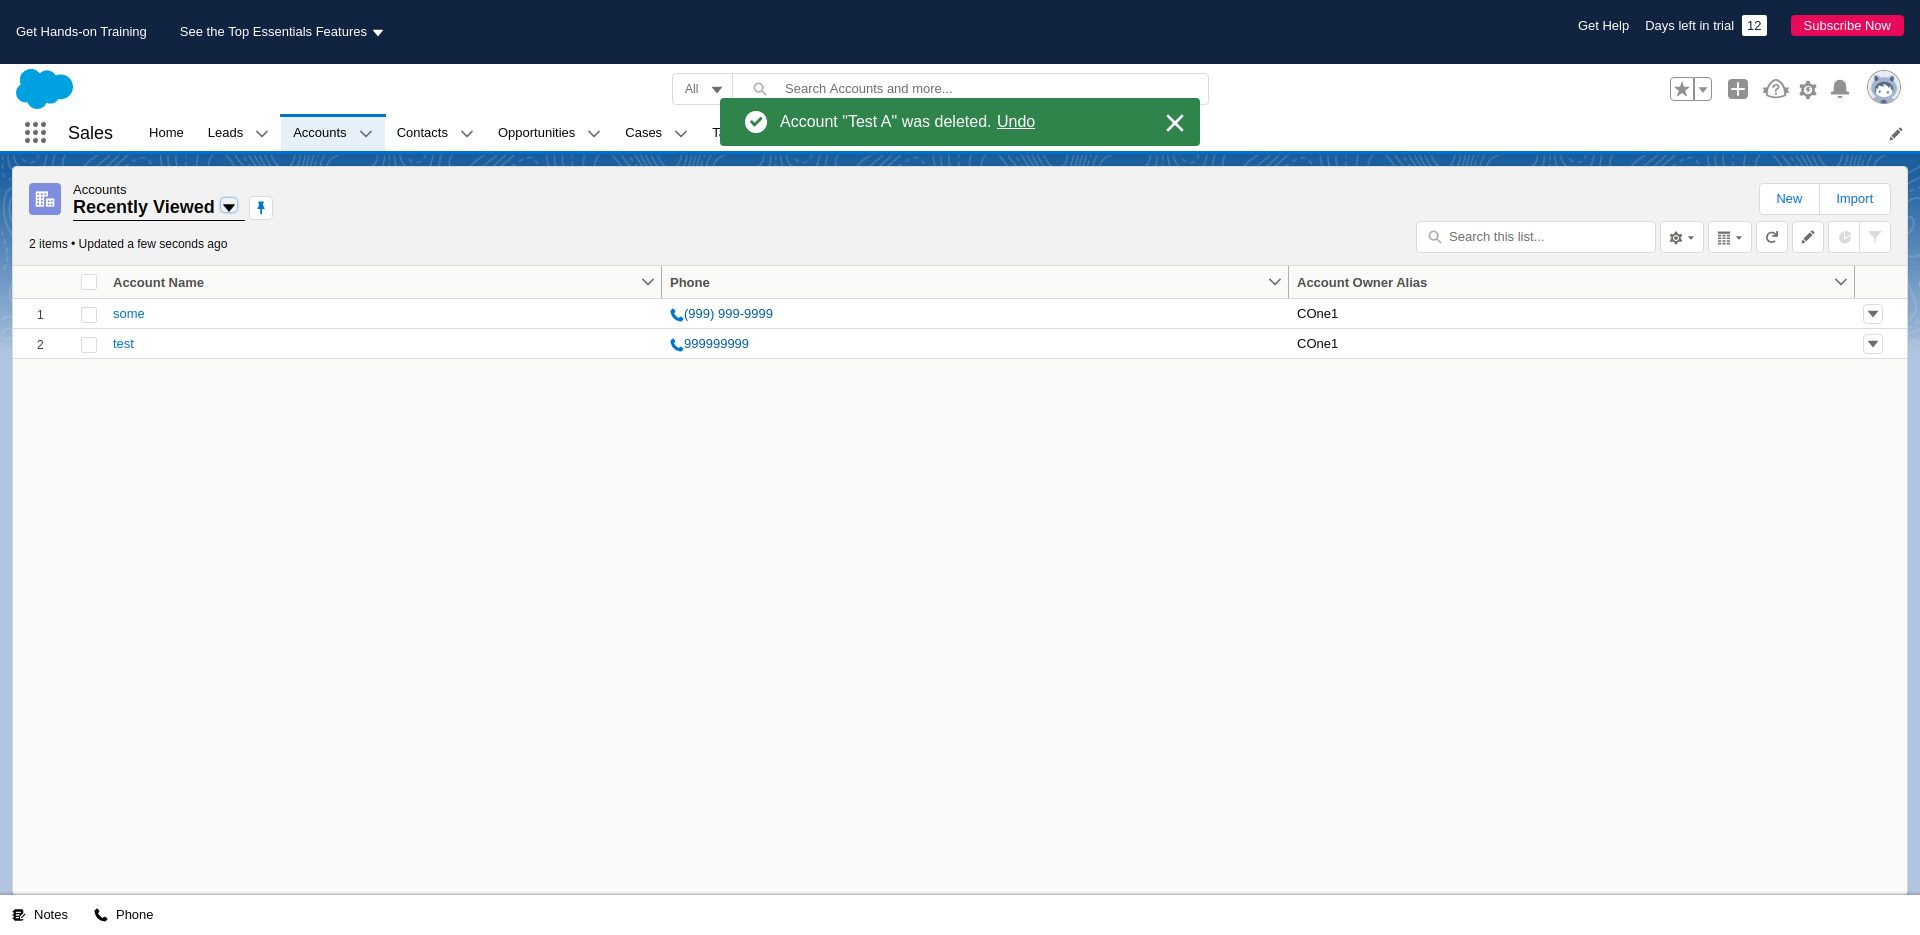 Get Hands-on Training
See the Top Essentials Features
Get Help
Days left in trial 12
Subscribe Now
All
Search Accounts and more...
Account "Test A" was deleted. Undo
Sales
Home
Leads
Accounts
Contacts
Opportunities
Cases
Accounts
Recently Viewed
New
Import
2 items • Updated a few seconds ago
Search this list...
Account Name
Phone
Account Owner Alias
1 some (999) 999-9999 COne1
2 test 999999999 COne1
Notes
Phone